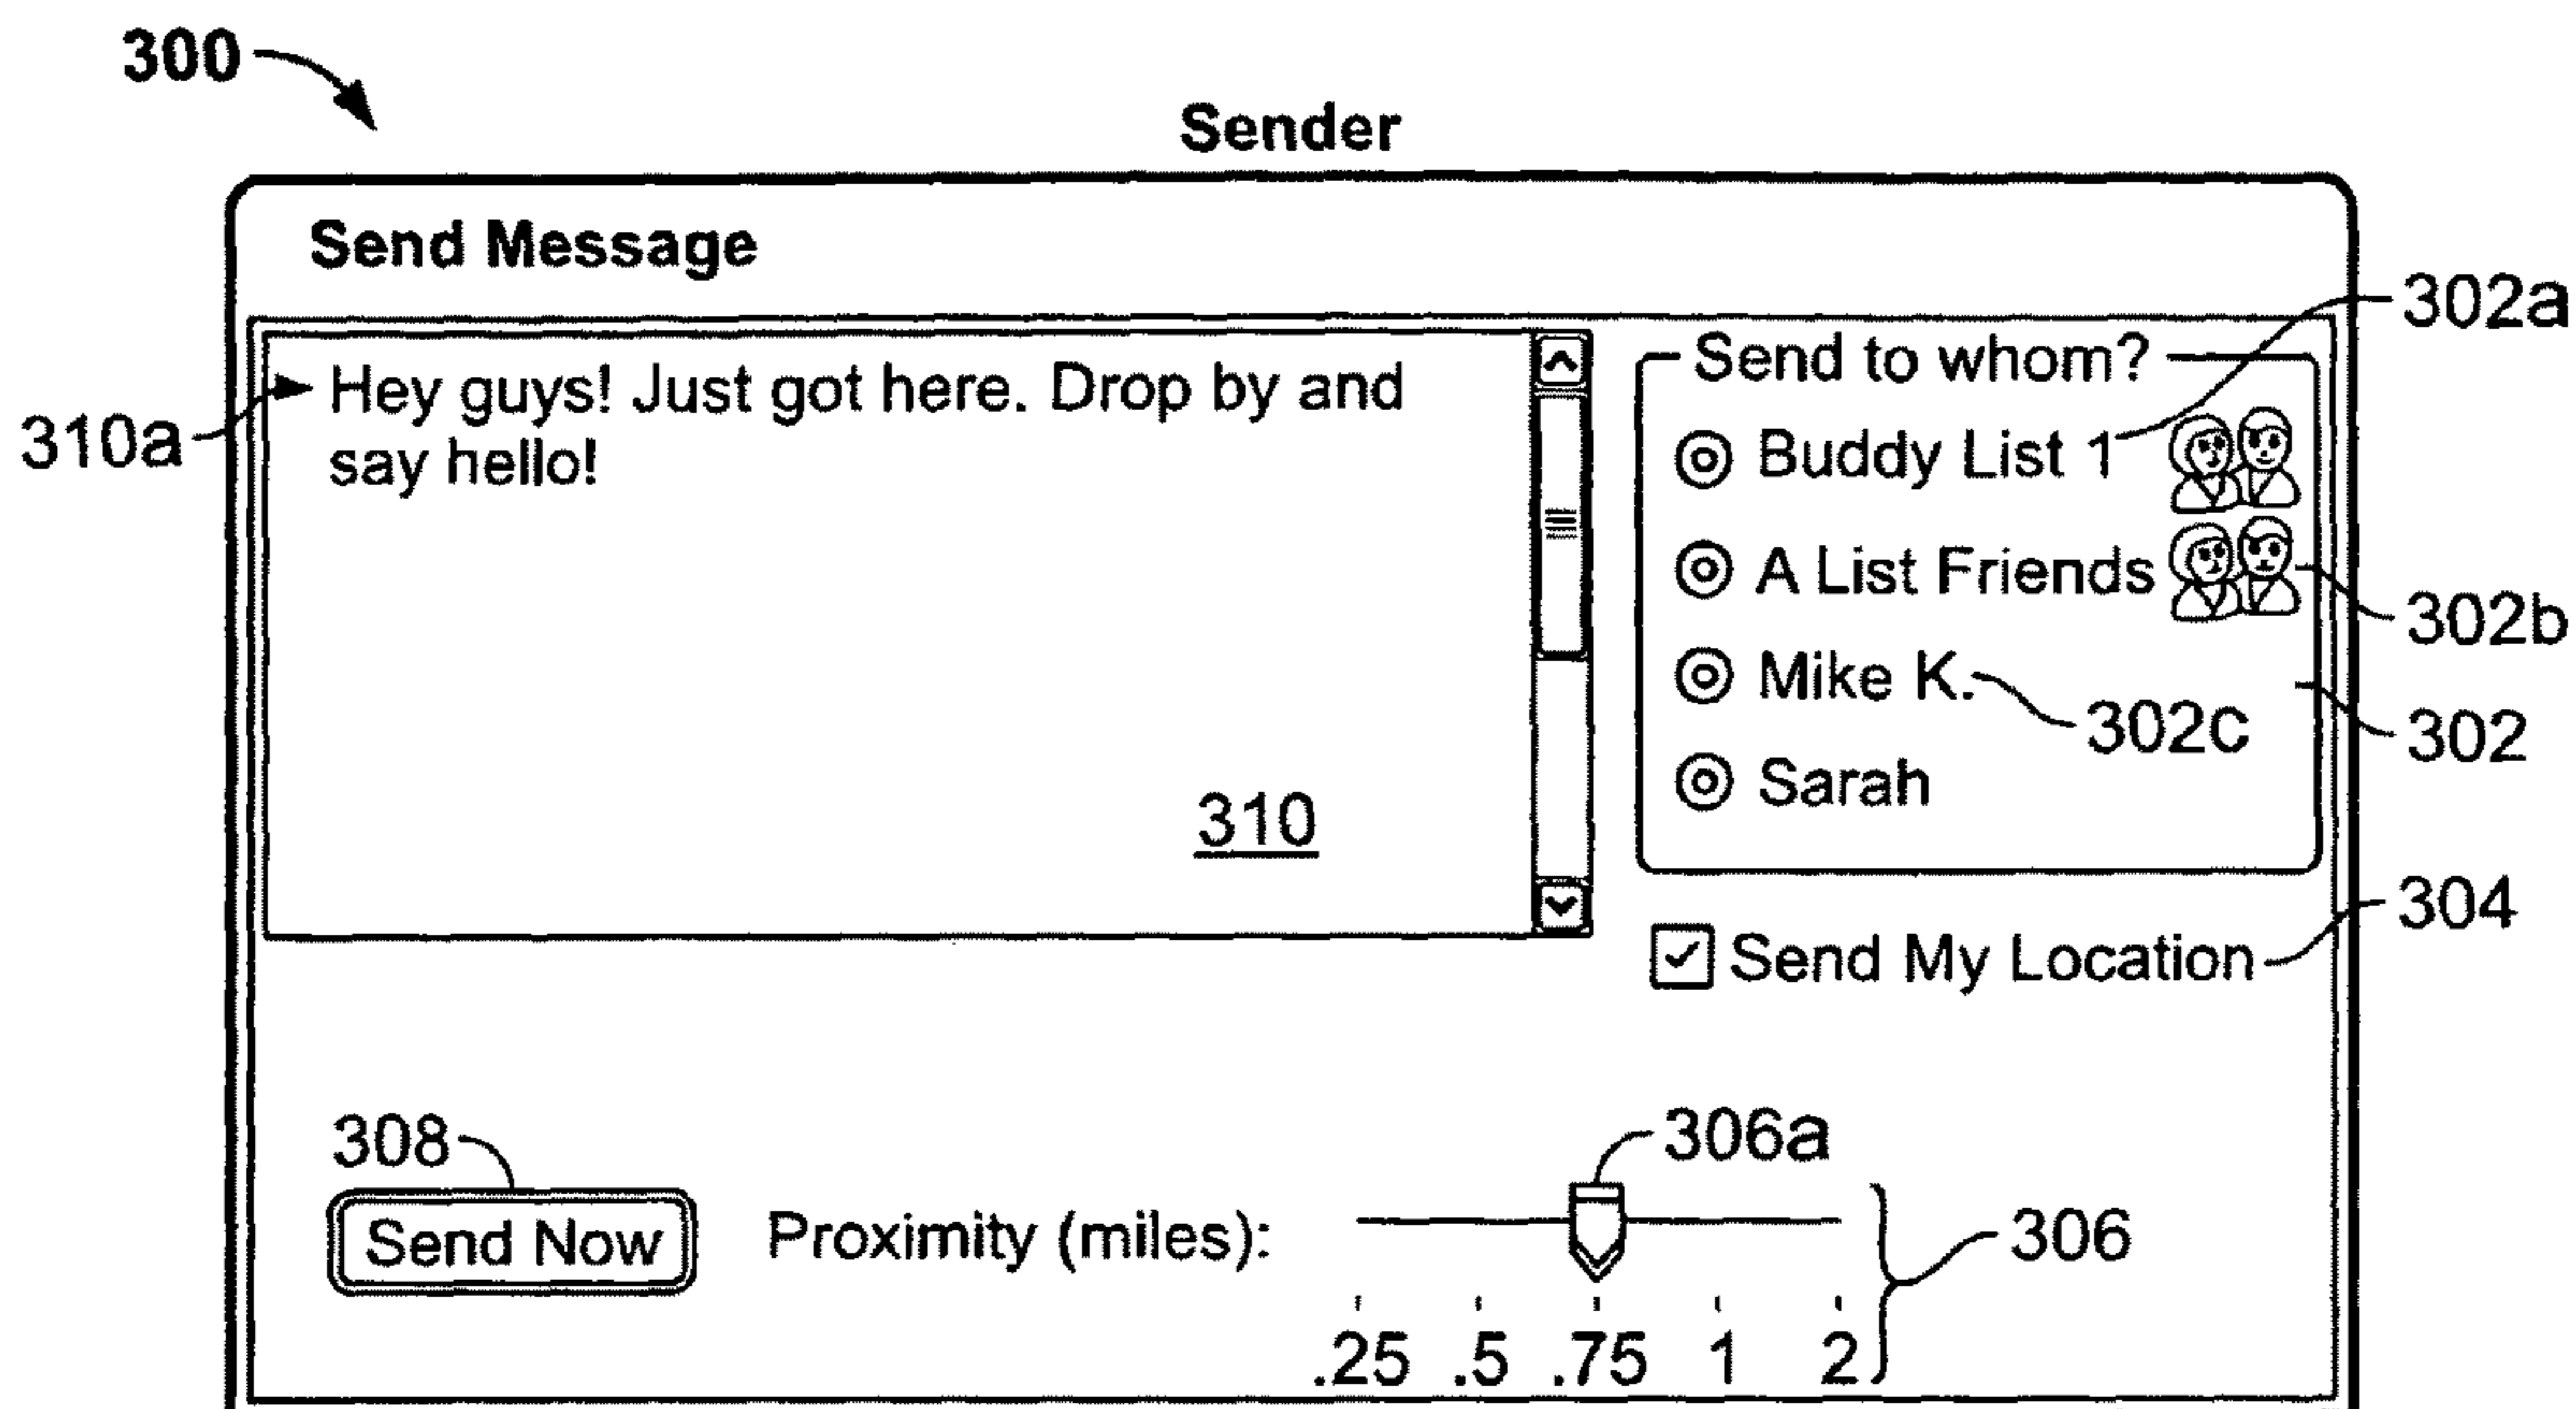 300
Sender
Send Message
302a
310a
Hey guys! Just got here. Drop by and
say hello!
Send to whom?
Buddy List 1
A List Friends
302b
Mike K.
302c
302
Sarah
310
304
Send My Location
308
306a
Send Now
Proximity (miles):
306
.25 .5 .75 1 2